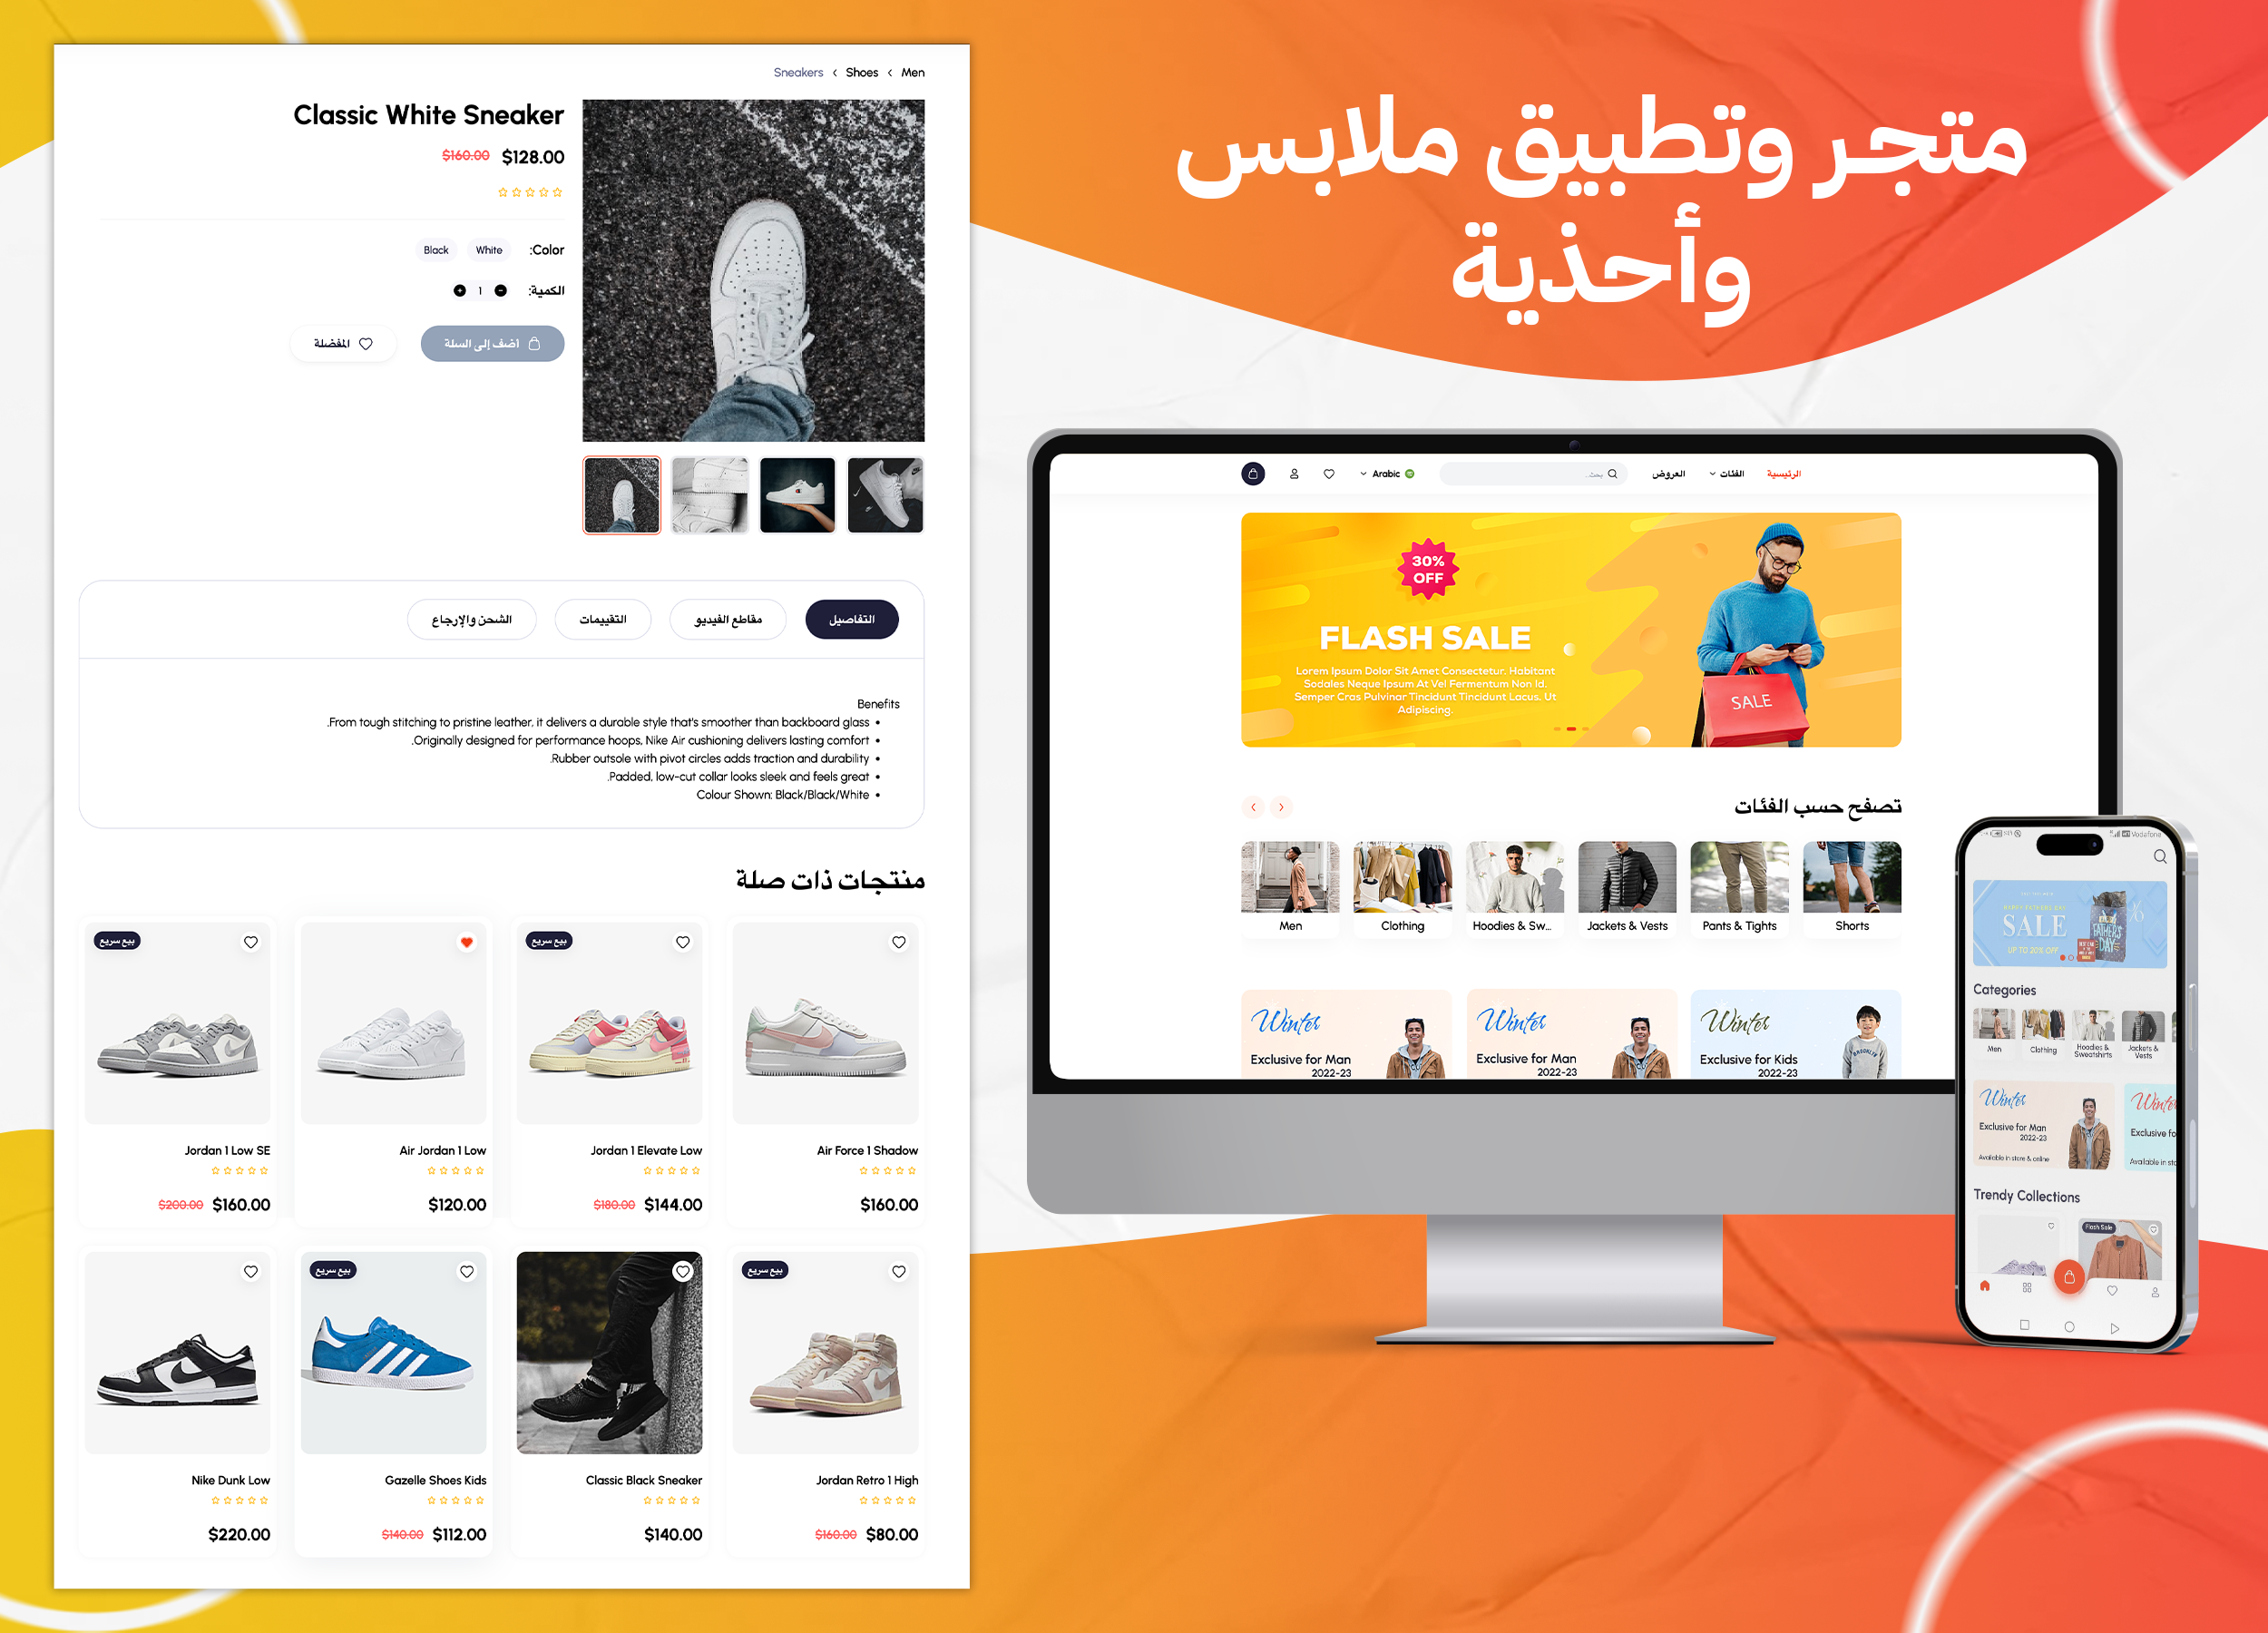 متجر وتطبيق ملابس
وأحذية
Men › Shoes › Sneakers
Classic White Sneaker
$128.00 $160.00
Color: White Black
الكمية: 1
اضف إلى السلة
المفضلة
التفاصيل
مقاطع الفيديو
التقييمات
الشحن والإرجاع
Benefits
From tough stitching to pristine leather, it delivers a durable style that's smoother than backboard glass.
Originally designed for performance hoops, Nike Air cushioning delivers lasting comfort.
Rubber outsole with pivot circles adds traction and durability.
Padded, low-cut collar looks sleek and feels great.
Colour Shown: Black/Black/White
منتجات ذات صلة
Air Force 1 Shadow
$160.00
بيع سريع
Jordan 1 Elevate Low
$144.00 $180.00
Air Jordan 1 Low
$120.00
بيع سريع
Jordan 1 Low SE
$160.00 $200.00
بيع سريع
Jordan Retro 1 High
$80.00 $160.00
Classic Black Sneaker
$140.00
بيع سريع
Gazelle Shoes Kids
$112.00 $140.00
Nike Dunk Low
$220.00
الرئيسية
الفئات
العروض
بحث...
Arabic
30%
OFF
FLASH SALE
Lorem Ipsum Dolor Sit Amet Consectetur. Habitant
Sodales Neque Ipsum At Vel Fermentum Non Id.
Semper Cras Pulvinar Tincidunt Tincidunt Lacus, Ut
Adipiscing.
SALE
تصفح حسب الفئات
Shorts
Pants & Tights
Jackets & Vests
Hoodies & Sw...
Clothing
Men
Winter
Exclusive for Kids
2022-23
BROOKLYN
Winter
Exclusive for Man
2022-23
Winter
Exclusive for Man
2022-23
Vodafone
SALE
UP TO 20% OFF
FATHERS
DAY
Categories
Men
Clothing
Hoodies &
Sweatshirts
Jackets &
Vests
Winter
Exclusive for Man
2022-23
Available in store & online
Winter
Exclusive fo
Available in sto
Trendy Collections
Flash Sale